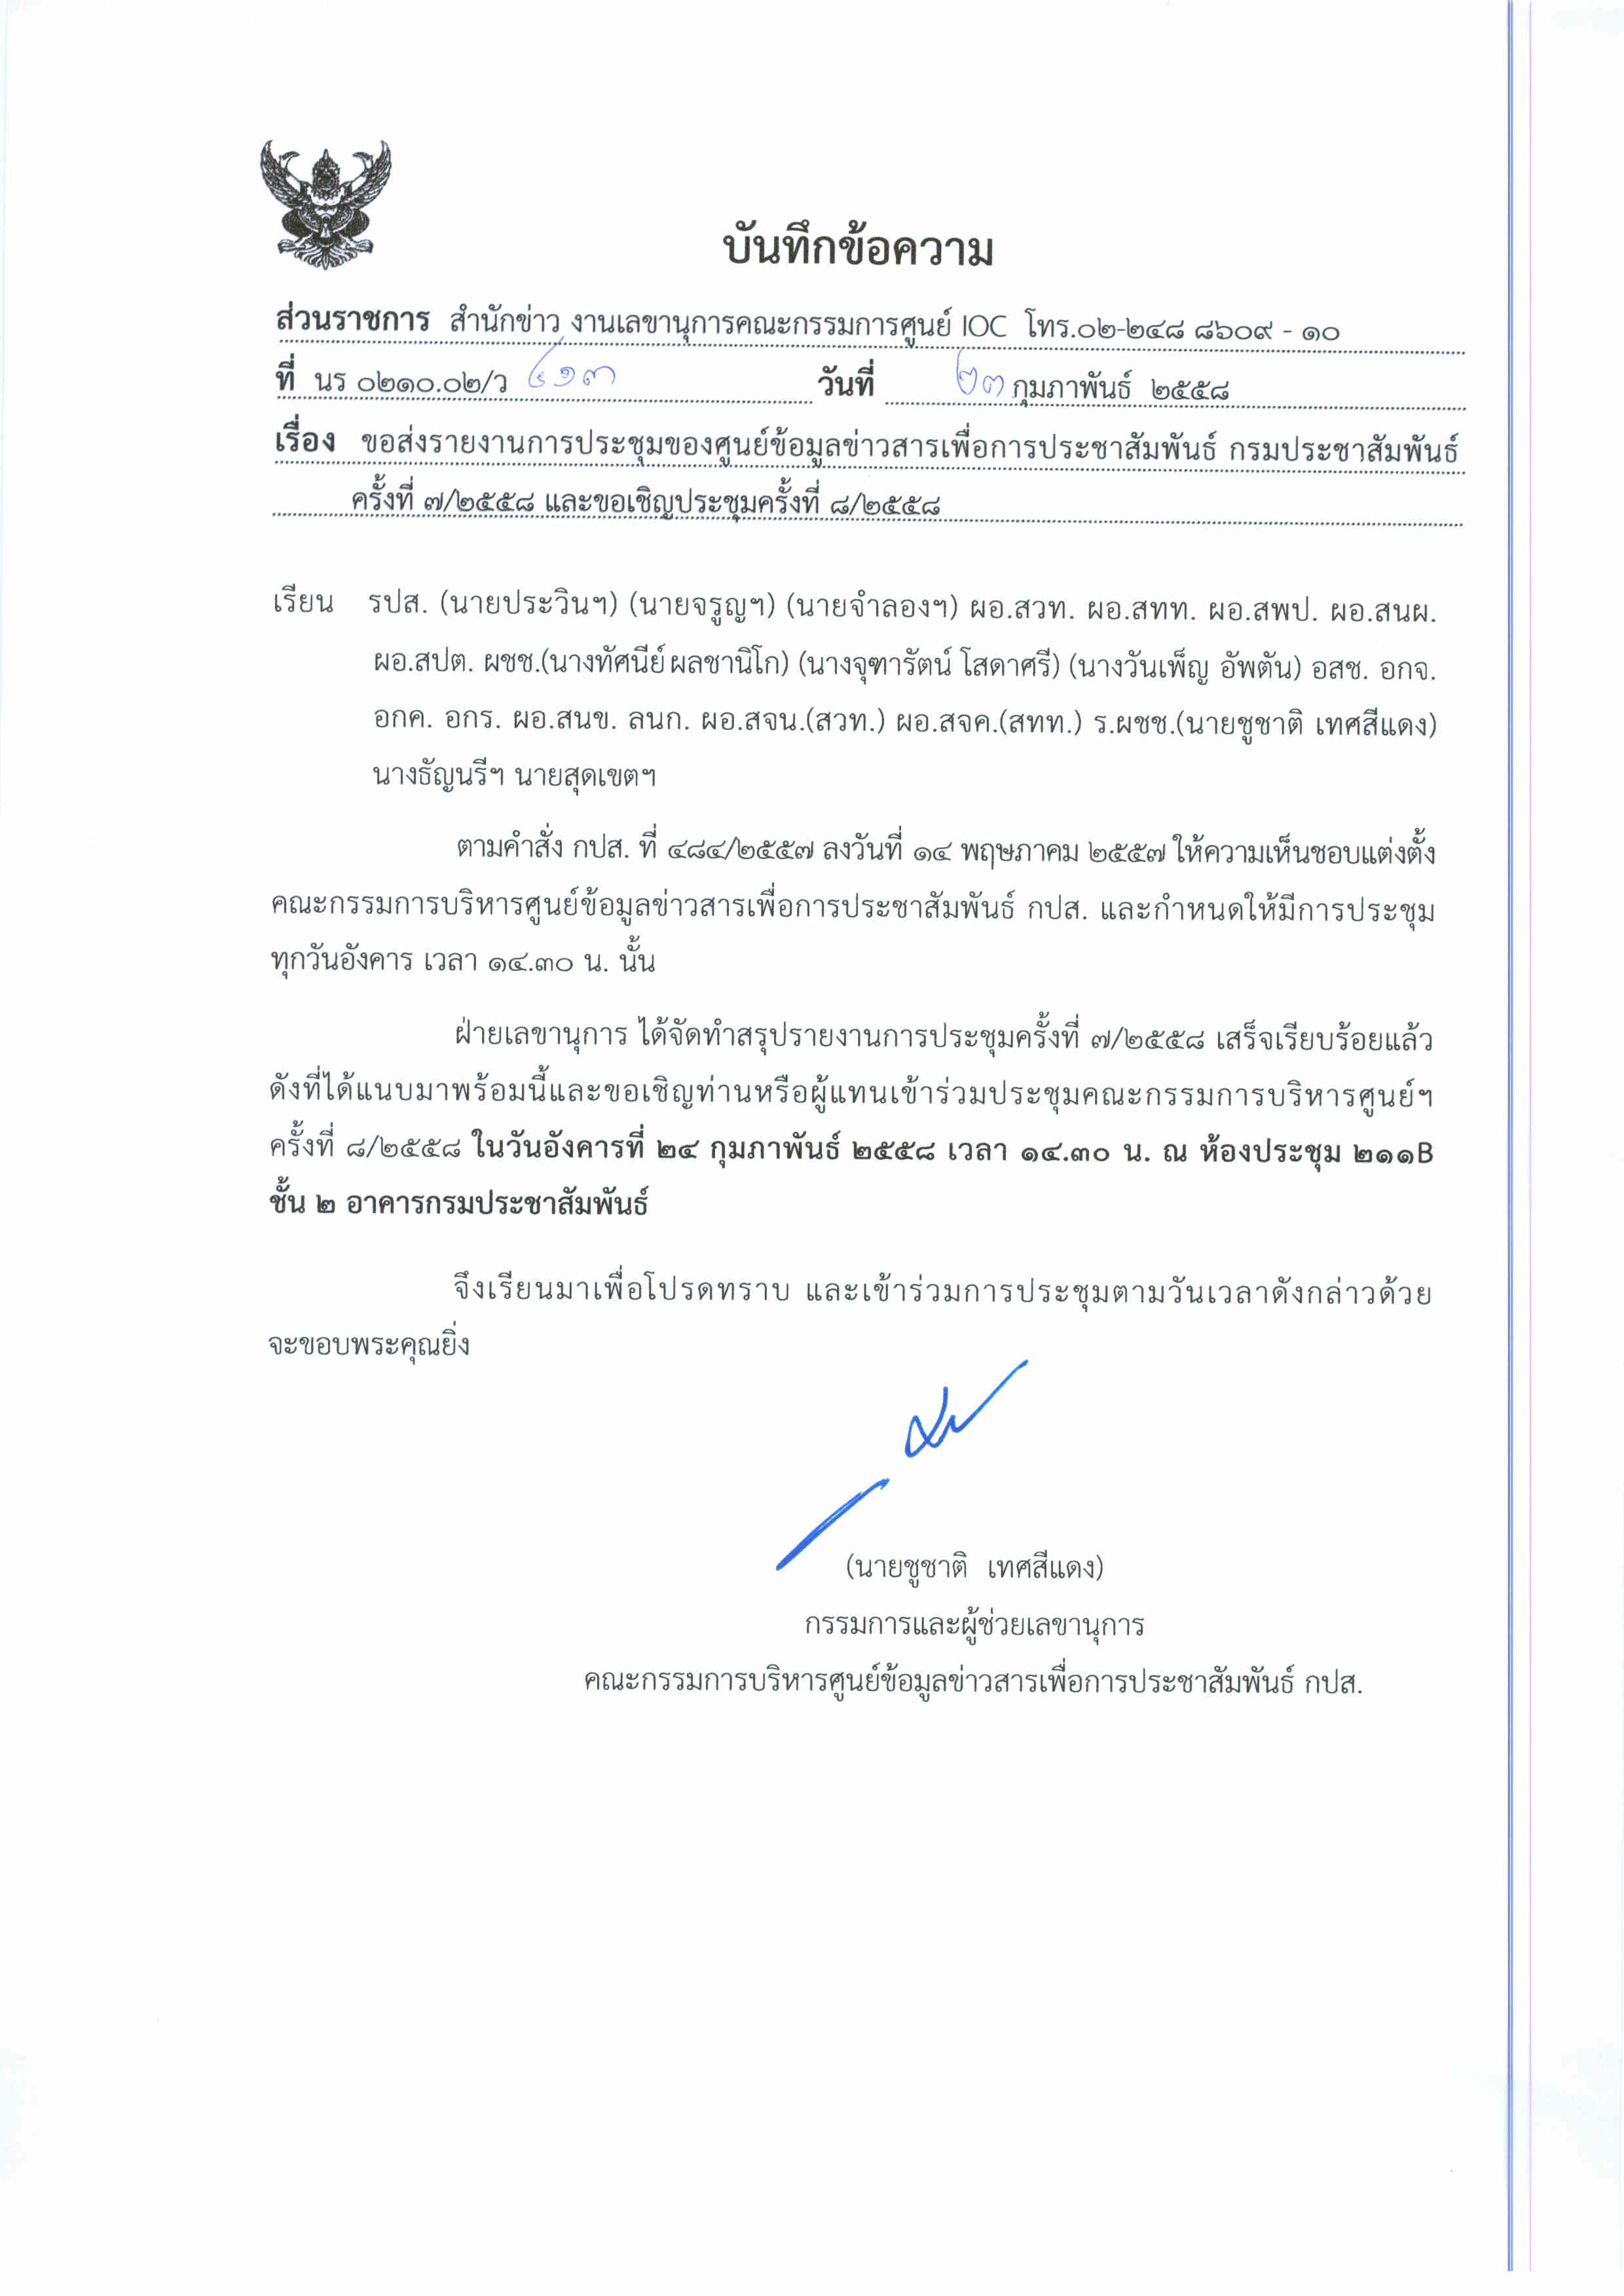 บันทึกข้อความ
ส่วนราชการ สำนักข่าว งานเลขานุการคณะกรรมการศูนย์ IOC โทร.๐๒-๒๔๘ ๘๖๐๙ - ๑๐
ที่ นร ๐๒๑๐.๐๒/ว ๔๑๓ วันที่ ๒๓ กุมภาพันธ์ ๒๕๕๘
เรื่อง ขอส่งรายงานการประชุมของศูนย์ข้อมูลข่าวสารเพื่อการประชาสัมพันธ์ กรมประชาสัมพันธ์
ครั้งที่ ๗/๒๕๕๘ และขอเชิญประชุมครั้งที่ ๘/๒๕๕๘
เรียน รปส. (นายประวินฯ) (นายจรูญฯ) (นายจำลองฯ) ผอ.สวท. ผอ.สทท. ผอ.สพป. ผอ.สนผ.
ผอ.สปต. ผชช.(นางทัศนีย์ ผลชานิโก) (นางจุฑารัตน์ โสดาศรี) (นางวันเพ็ญ อัพตัน) อสช. อกจ.
อกค. อกร. ผอ.สนข. ลนก. ผอ.สจน.(สวท.) ผอ.สจค.(สทท.) ร.ผชช.(นายชูชาติ เทศสีแดง)
นางธัญนรีฯ นายสุดเขตฯ
ตามคำสั่ง กปส. ที่ ๔๘๔/๒๕๕๗ ลงวันที่ ๑๔ พฤษภาคม ๒๕๕๗ ให้ความเห็นชอบแต่งตั้ง
คณะกรรมการบริหารศูนย์ข้อมูลข่าวสารเพื่อการประชาสัมพันธ์ กปส. และกำหนดให้มีการประชุม
ทุกวันอังคาร เวลา ๑๔.๓๐ น. นั้น
ฝ่ายเลขานุการ ได้จัดทำสรุปรายงานการประชุมครั้งที่ ๗/๒๕๕๘ เสร็จเรียบร้อยแล้ว
ดังที่ได้แนบมาพร้อมนี้และขอเชิญท่านหรือผู้แทนเข้าร่วมประชุมคณะกรรมการบริหารศูนย์ฯ
ครั้งที่ ๘/๒๕๕๘ ในวันอังคารที่ ๒๔ กุมภาพันธ์ ๒๕๕๘ เวลา ๑๔.๓๐ น. ณ ห้องประชุม ๒๑๑B
ชั้น ๒ อาคารกรมประชาสัมพันธ์
จึงเรียนมาเพื่อโปรดทราบ และเข้าร่วมการประชุมตามวันเวลาดังกล่าวด้วย
จะขอบพระคุณยิ่ง
(นายชูชาติ เทศสีแดง)
กรรมการและผู้ช่วยเลขานุการ
คณะกรรมการบริหารศูนย์ข้อมูลข่าวสารเพื่อการประชาสัมพันธ์ กปส.